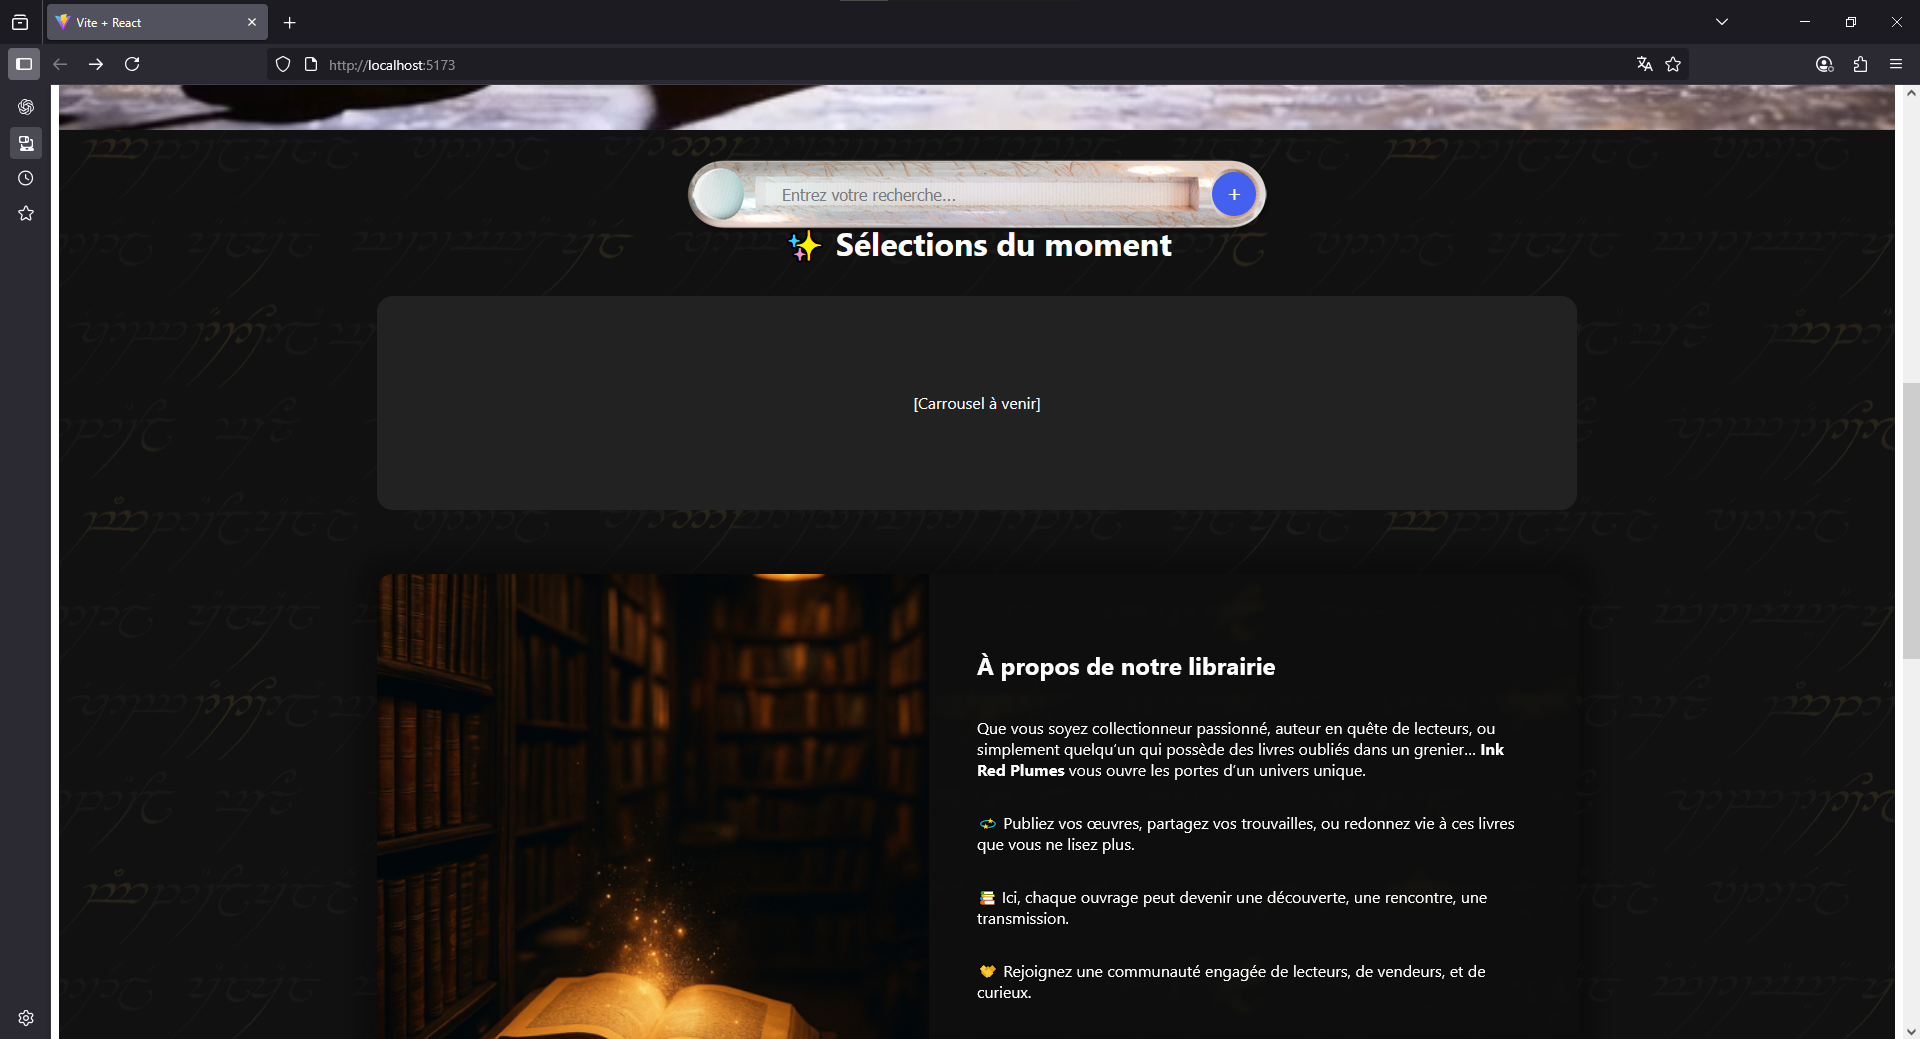 Vite + React
http://localhost:5173
Entrez votre recherche...
✨ Sélections du moment
[Carrousel à venir]
À propos de notre librairie
Que vous soyez collectionneur passionné, auteur en quête de lecteurs, ou
simplement quelqu'un qui possède des livres oubliés dans un grenier... Ink
Red Plumes vous ouvre les portes d'un univers unique.
💫 Publiez vos œuvres, partagez vos trouvailles, ou redonnez vie à ces livres
que vous ne lisez plus.
📚 Ici, chaque ouvrage peut devenir une découverte, une rencontre, une
transmission.
🤝 Rejoignez une communauté engagée de lecteurs, de vendeurs, et de
curieux.